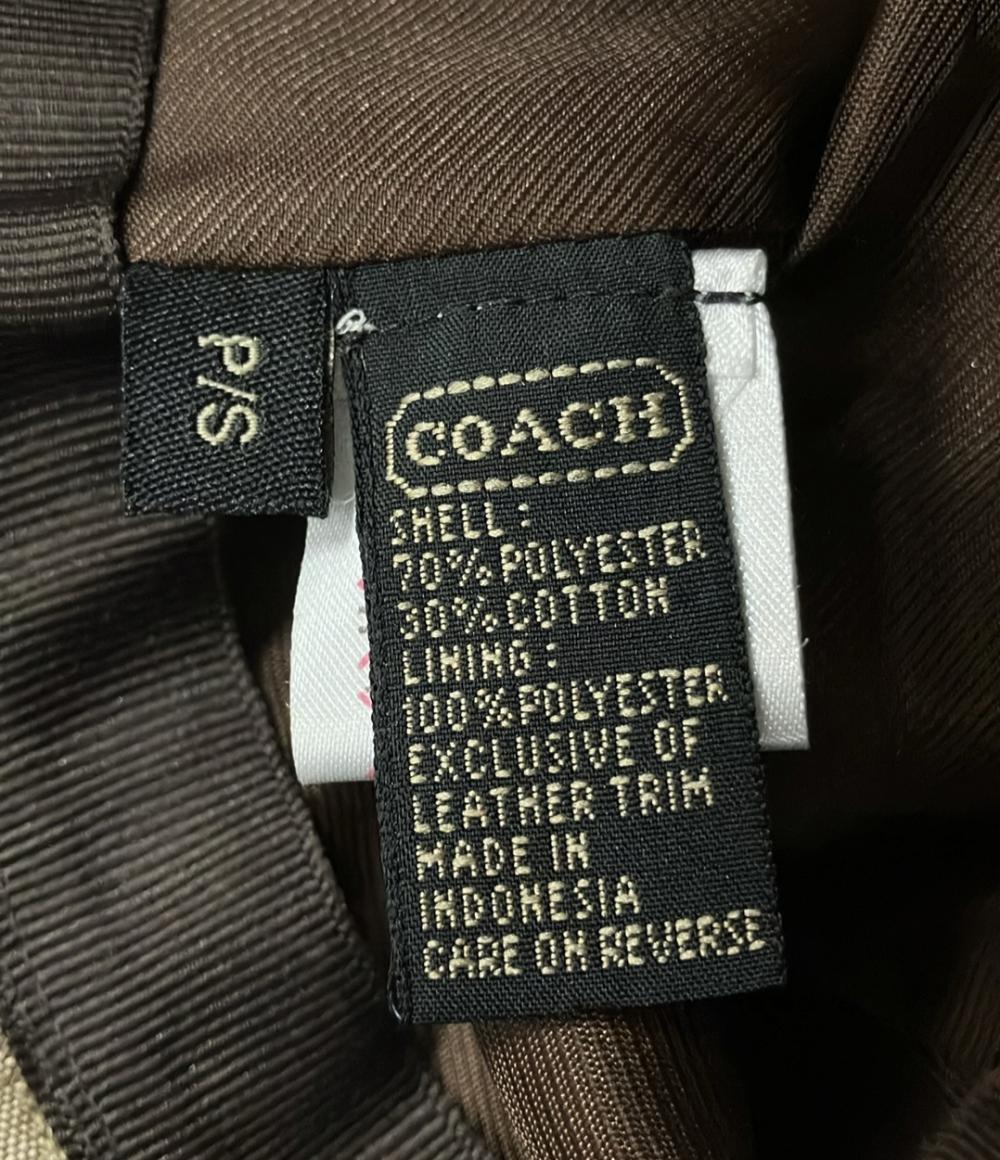 P/S
COACH
SHELL:
70% POLYESTER
30% COTTON
LINING:
100% POLYESTER
EXCLUSIVE OF
LEATHER TRIM
MADE IN
INDONESIA
CARE ON REVERSE